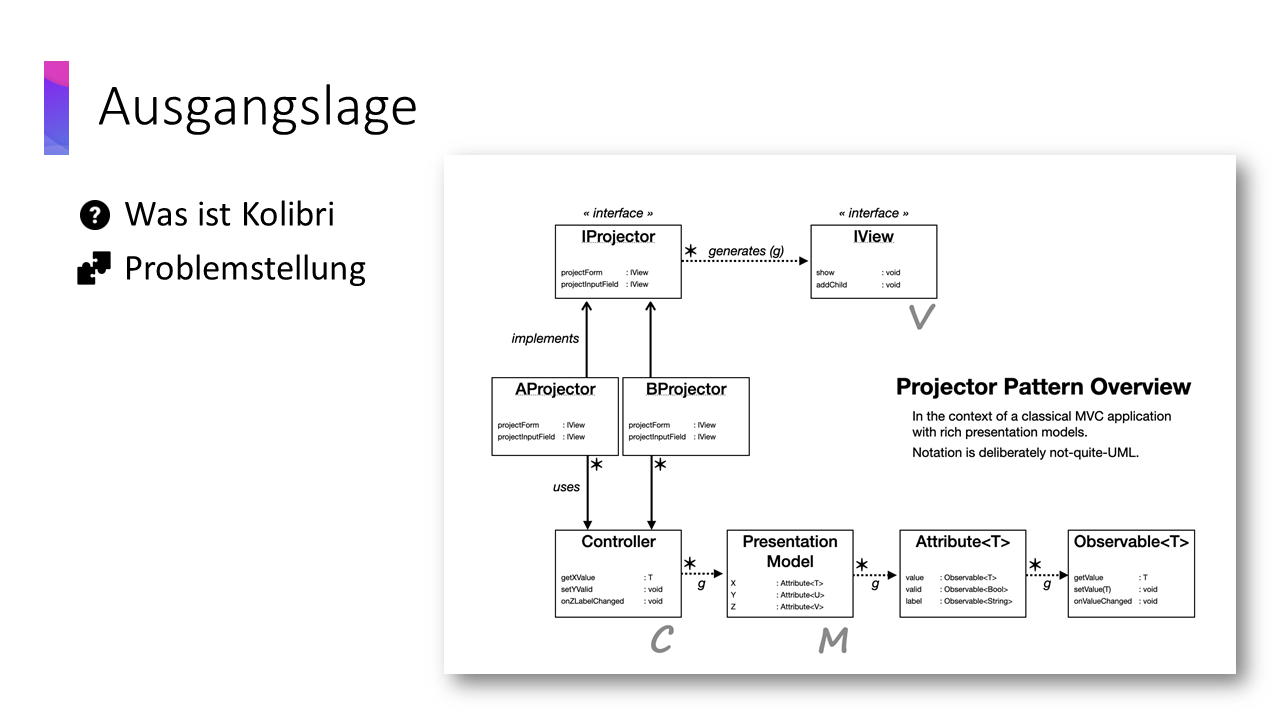 Ausgangslage
Was ist Kolibri
Problemstellung
« interface »
IProjector
projectForm : IView
projectInputField : IView
* generates (g)
« interface »
IView
show : void
addChild : void
V
implements
AProjector
projectForm : IView
projectInputField : IView
BProjector
projectForm : IView
projectInputField : IView
Projector Pattern Overview
In the context of a classical MVC application
with rich presentation models.
Notation is deliberately not-quite-UML.
*
*
uses
Controller
getXValue : T
setYValid : void
onZLabelChanged : void
C
*
g
Presentation
Model
X : Attribute<T>
Y : Attribute<U>
Z : Attribute<V>
M
*
g
Attribute<T>
value : Observable<T>
valid : Observable<Bool>
label : Observable<String>
*
g
Observable<T>
getValue : T
setValue(T) : void
onValueChanged : void